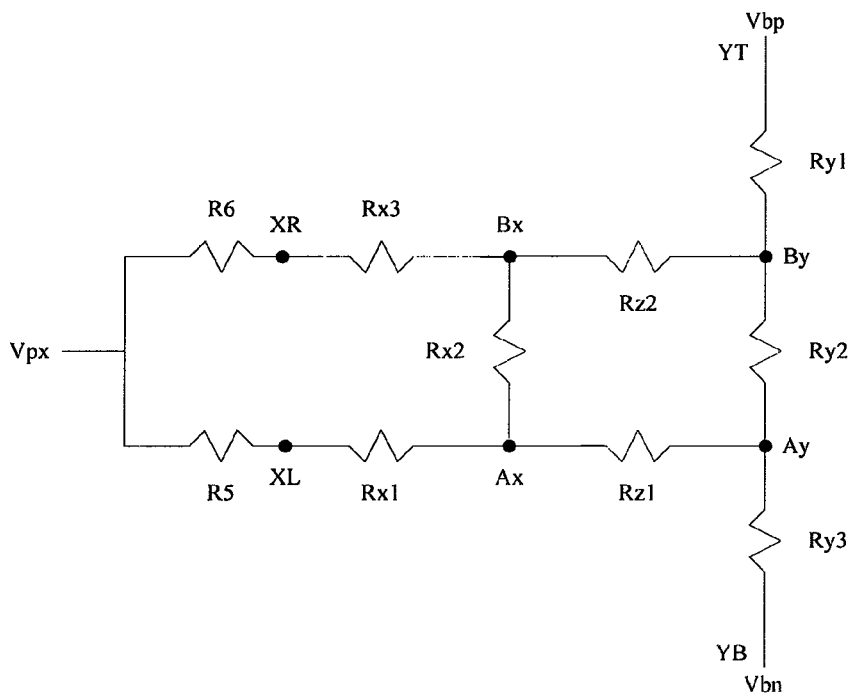 Vbp
YT
Ry1
R6
XR
Rx3
Bx
By
Rz2
Vpx
Rx2
Ry2
Ay
R5
XL
Rx1
Ax
Rz1
Ry3
YB
Vbn